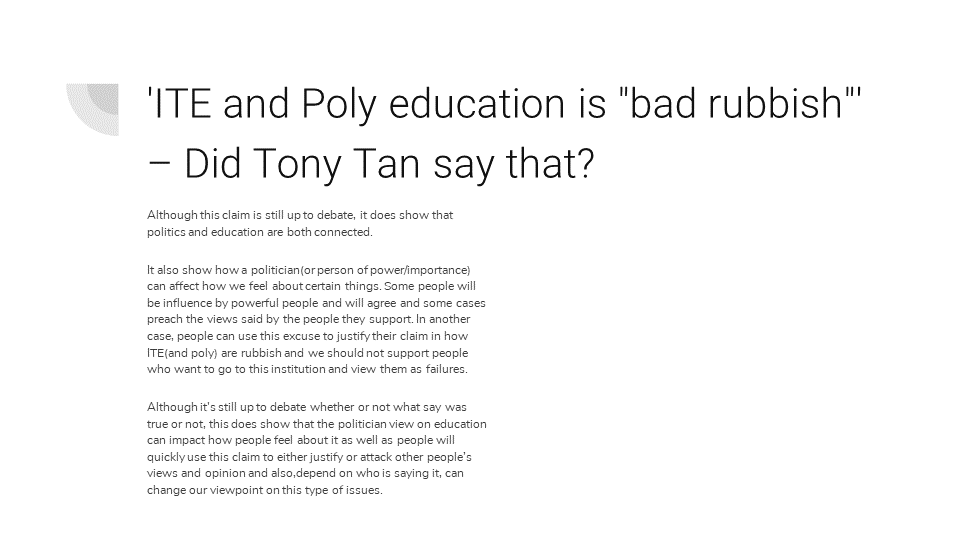 'ITE and Poly education is "bad rubbish"'
– Did Tony Tan say that?
Although this claim is still up to debate, it does show that
politics and education are both connected.
It also show how a politician(or person of power/importance)
can affect how we feel about certain things. Some people will
be influence by powerful people and will agree and some cases
preach the views said by the people they support. In another
case, people can use this excuse to justify their claim in how
ITE(and poly) are rubbish and we should not support people
who want to go to this institution and view them as failures.
Although it's still up to debate whether or not what say was
true or not, this does show that the politician view on education
can impact how people feel about it as well as people will
quickly use this claim to either justify or attack other people's
views and opinion and also,depend on who is saying it, can
change our viewpoint on this type of issues.